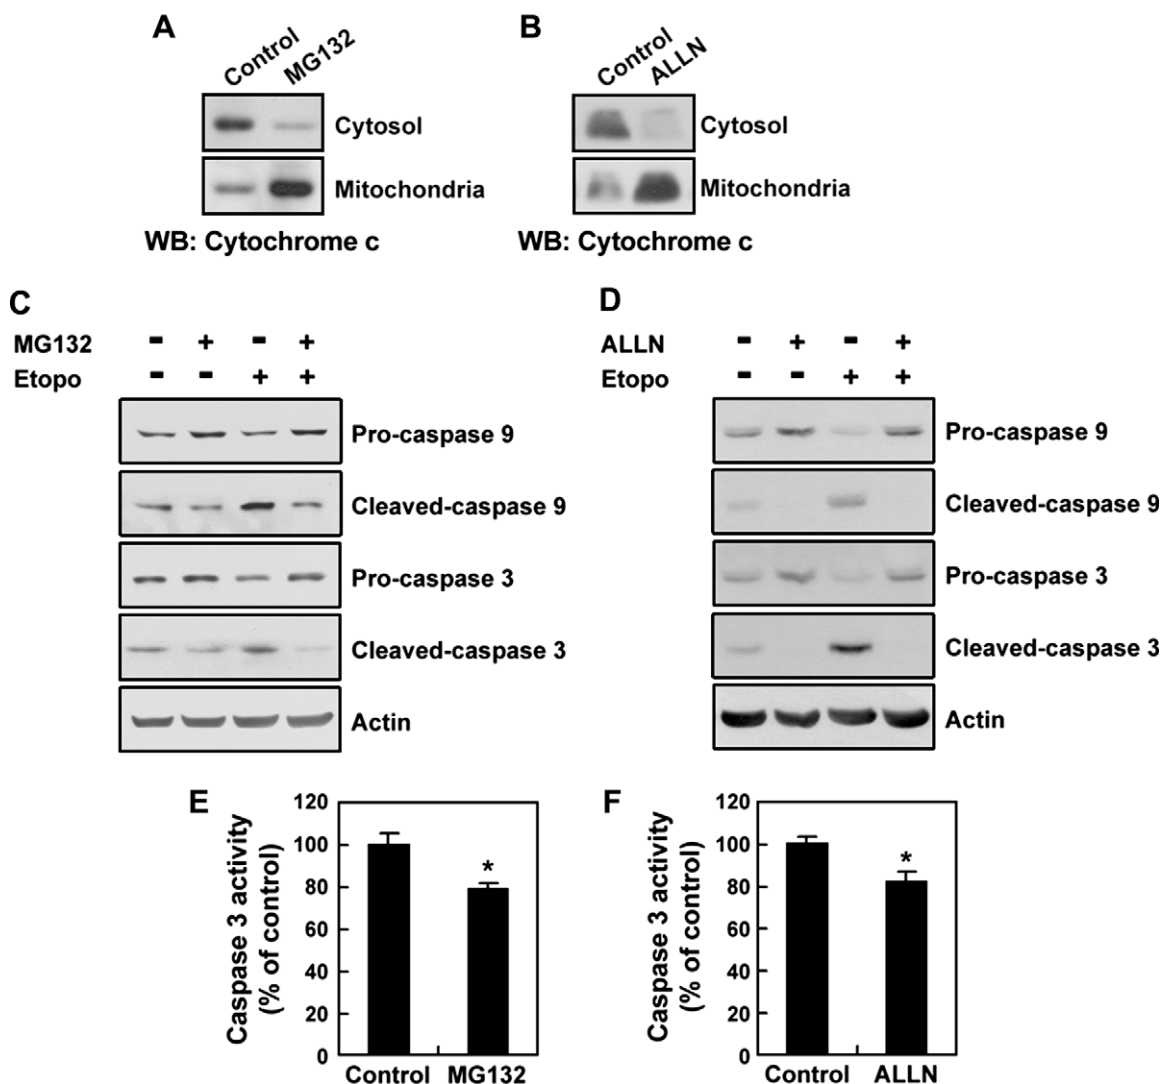 A
B
Control MG132
Control ALLN
Cytosol
Cytosol
Mitochondria
Mitochondria
WB: Cytochrome c
WB: Cytochrome c
C
D
MG132 - + - +
ALLN - + - +
Etopo - - + +
Etopo - - + +
Pro-caspase 9
Pro-caspase 9
Cleaved-caspase 9
Cleaved-caspase 9
Pro-caspase 3
Pro-caspase 3
Cleaved-caspase 3
Cleaved-caspase 3
Actin
Actin
E
Caspase 3 activity
(% of control)
120
100
80
60
40
20
0
*
Control MG132
F
Caspase 3 activity
(% of control)
120
100
80
60
40
20
0
*
Control ALLN